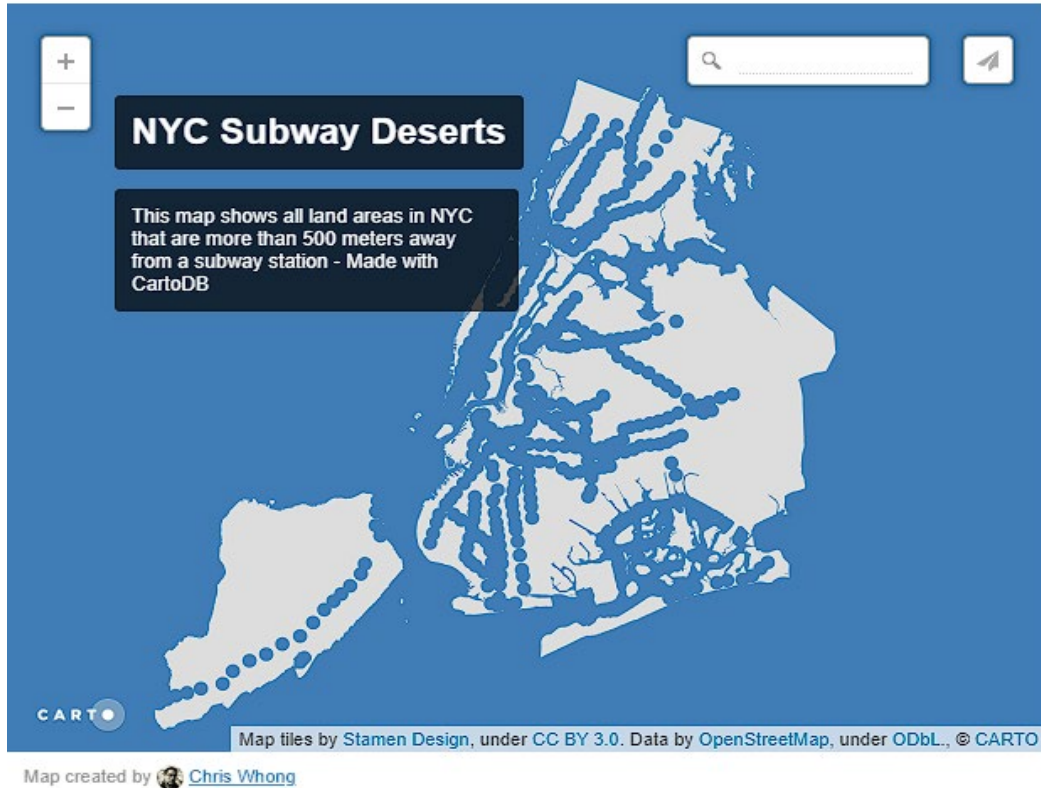 +
−
NYC Subway Deserts
This map shows all land areas in NYC
that are more than 500 meters away
from a subway station - Made with
CartoDB
CARTO
Map tiles by Stamen Design, under CC BY 3.0. Data by OpenStreetMap, under ODbL., © CARTO
Map created by Chris Whong